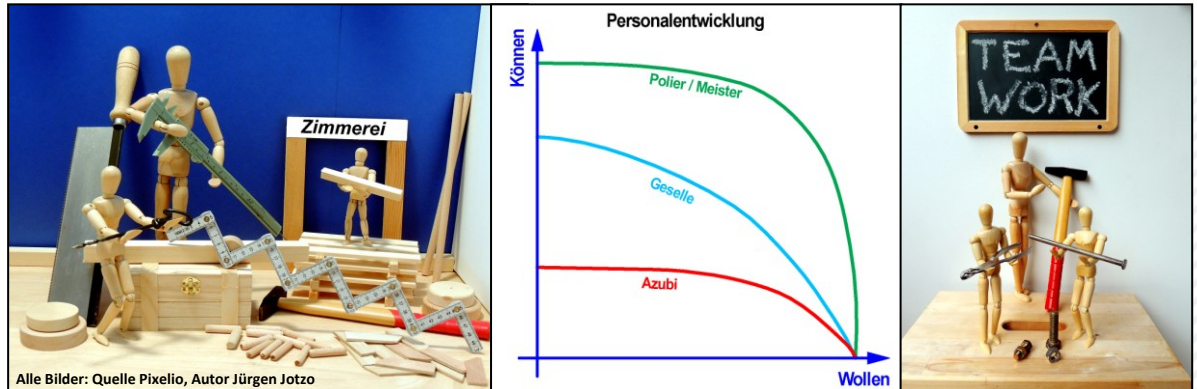 Zimmerei
Alle Bilder: Quelle Pixelio, Autor Jürgen Jotzo
Personalentwicklung
Können
Polier / Meister
Geselle
Azubi
Wollen
TEAM
WORK